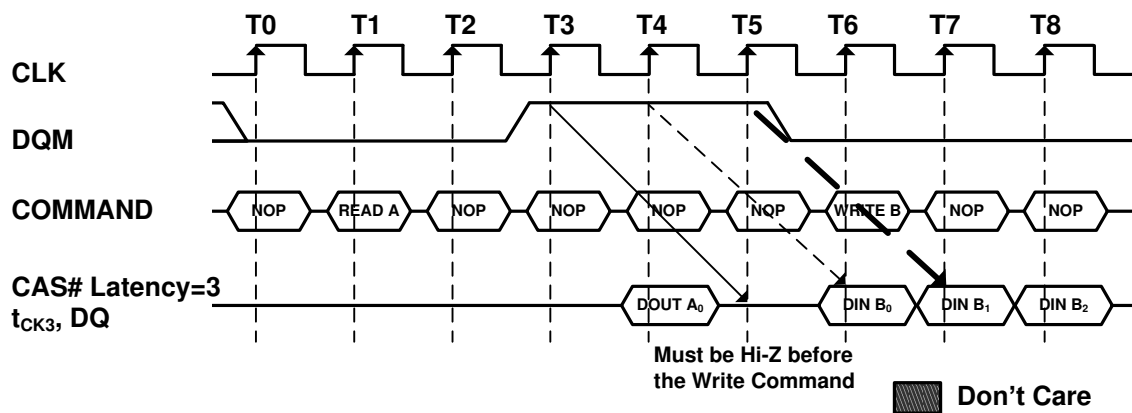 T0 T1 T2 T3 T4 T5 T6 T7 T8
CLK
DQM
COMMAND NOP READ A NOP NOP NOP NOP WRITE B NOP NOP
CAS# Latency=3
tCK3, DQ DOUT A0 DIN B0 DIN B1 DIN B2
Must be Hi-Z before
the Write Command
Don't Care